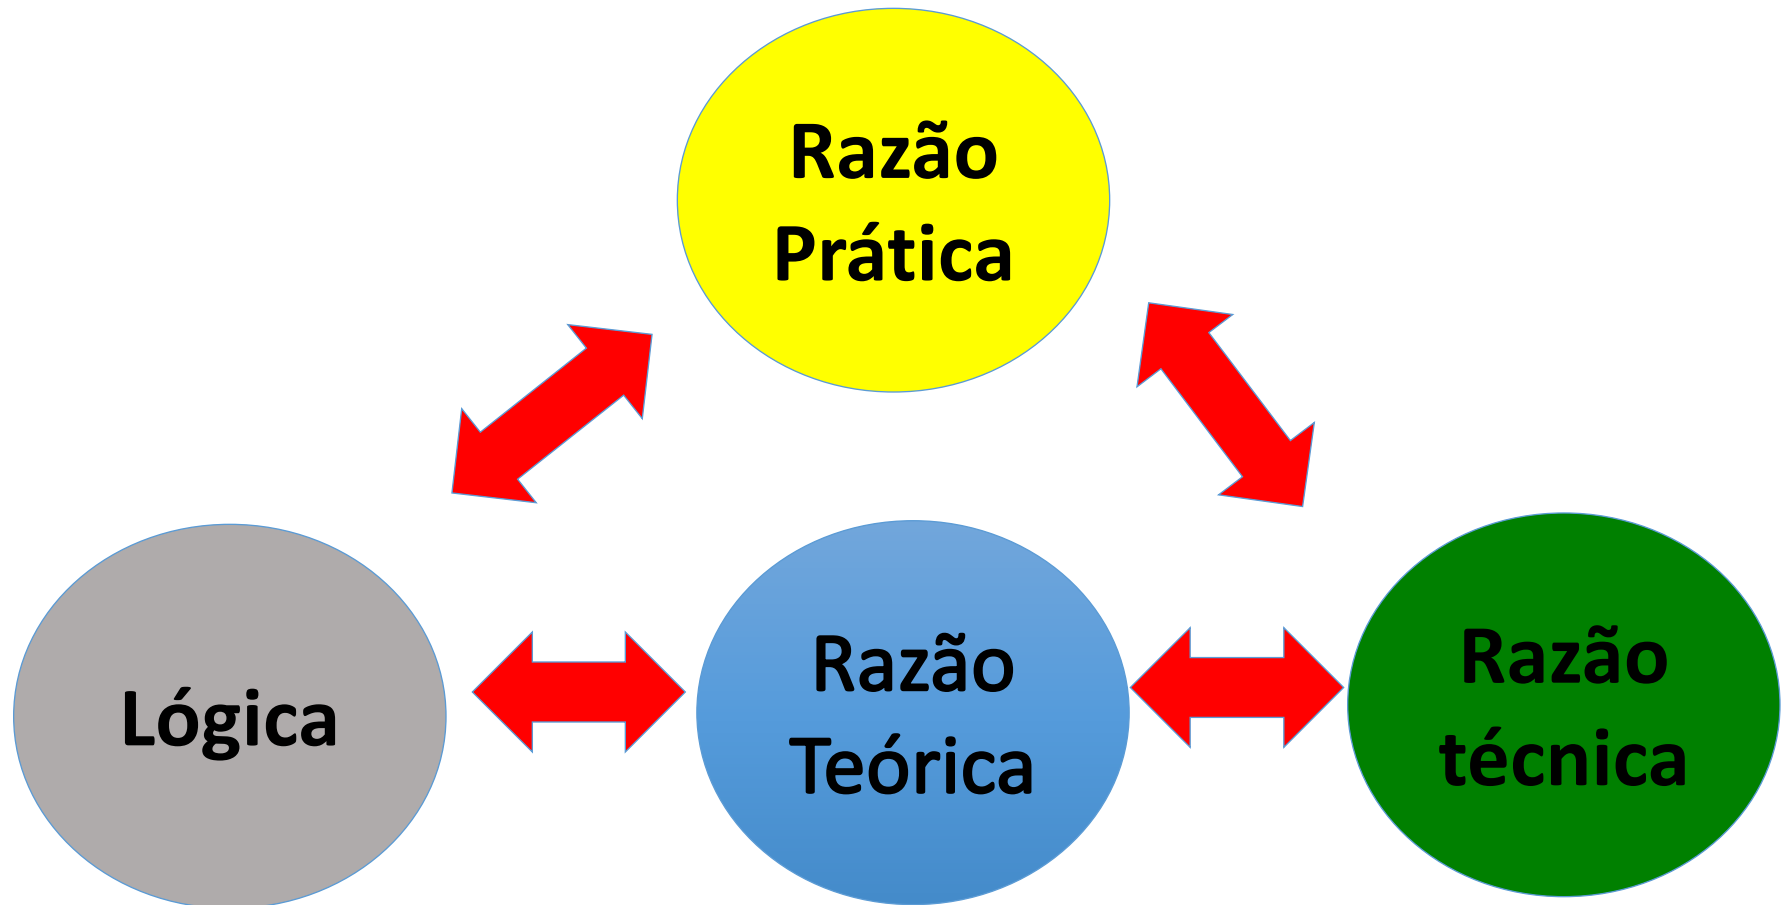 Razão
Prática
Lógica
Razão
Teórica
Razão
técnica